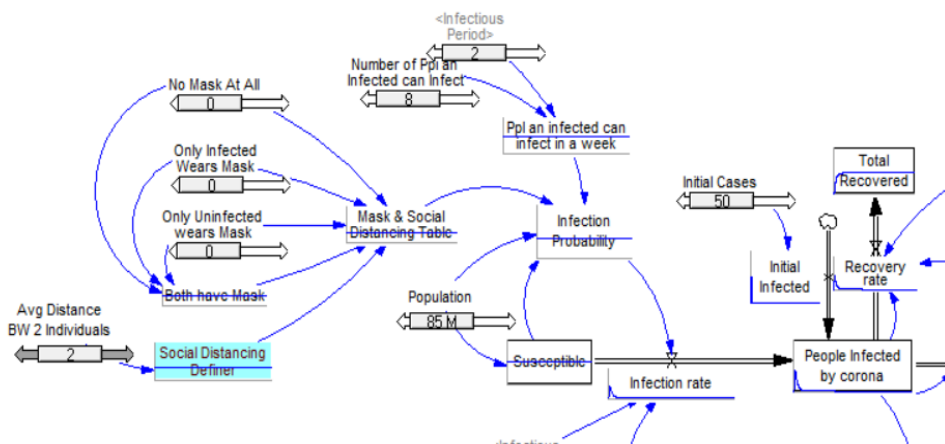 <Infectious
Period>
2
Number of Ppl an
Infected can Infect
8
No Mask At All
0
Ppl an infected can
infect in a week
Only Infected
Wears Mask
0
Total
Recovered
Initial Cases
50
Only Uninfected
wears Mask
0
Mask & Social
Distancing Table
Infection
Probability
Initial
Infected
Recovery
rate
Both have Mask
Population
85 M
Avg Distance
BW 2 Individuals
2
Social Distancing
Definer
Susceptible
Infection rate
People Infected
by corona
<Infectious